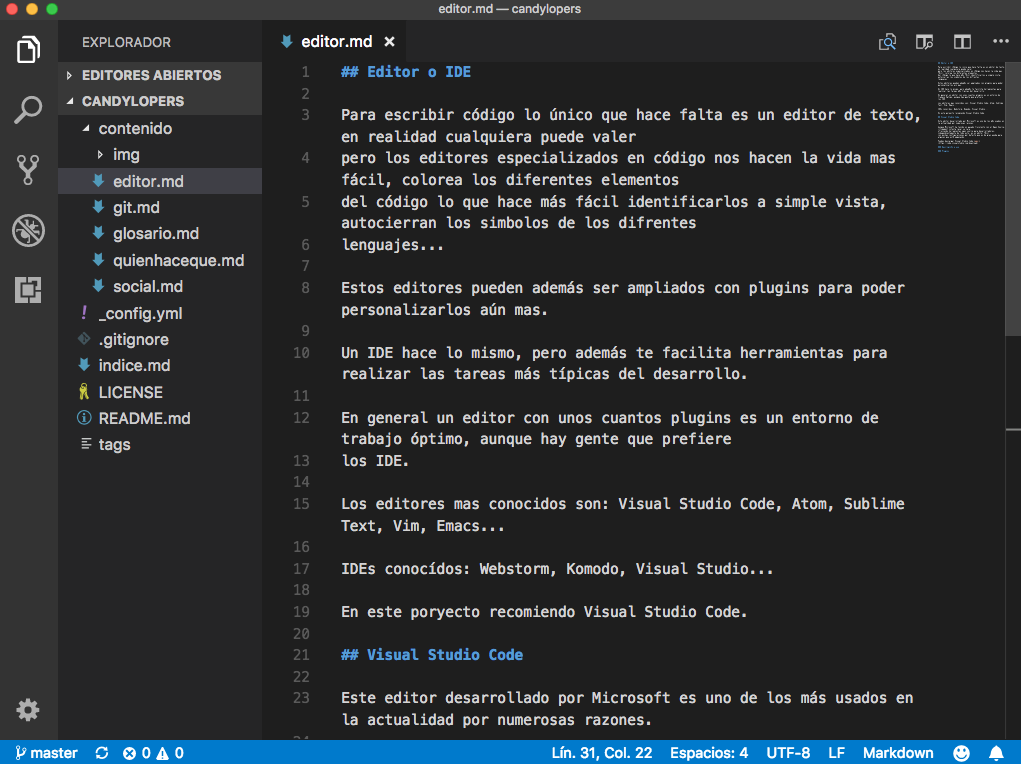 editor.md — candylopers
EXPLORADOR
EDITORES ABIERTOS
CANDYLOPERS
contenido
img
editor.md
git.md
glosario.md
quienhaceque.md
social.md
! _config.yml
.gitignore
indice.md
LICENSE
README.md
tags
editor.md ×
1 ## Editor o IDE
2
3 Para escribir código lo único que hace falta es un editor de texto,
en realidad cualquiera puede valer
4 pero los editores especializados en código nos hacen la vida mas
fácil, colorea los diferentes elementos
5 del código lo que hace más fácil identificarlos a simple vista,
autocierran los simbolos de los difrentes
6 lenguajes...
7
8 Estos editores pueden además ser ampliados con plugins para poder
personalizarlos aún mas.
9
10 Un IDE hace lo mismo, pero además te facilita herramientas para
realizar las tareas más típicas del desarrollo.
11
12 En general un editor con unos cuantos plugins es un entorno de
trabajo óptimo, aunque hay gente que prefiere
13 los IDE.
14
15 Los editores mas conocidos son: Visual Studio Code, Atom, Sublime
Text, Vim, Emacs...
16
17 IDEs conocídos: Webstorm, Komodo, Visual Studio...
18
19 En este poryecto recomiendo Visual Studio Code.
20
21 ## Visual Studio Code
22
23 Este editor desarrollado por Microsoft es uno de los más usados en
la actualidad por numerosas razones.
master 0 0 Lín. 31, Col. 22 Espacios: 4 UTF-8 LF Markdown